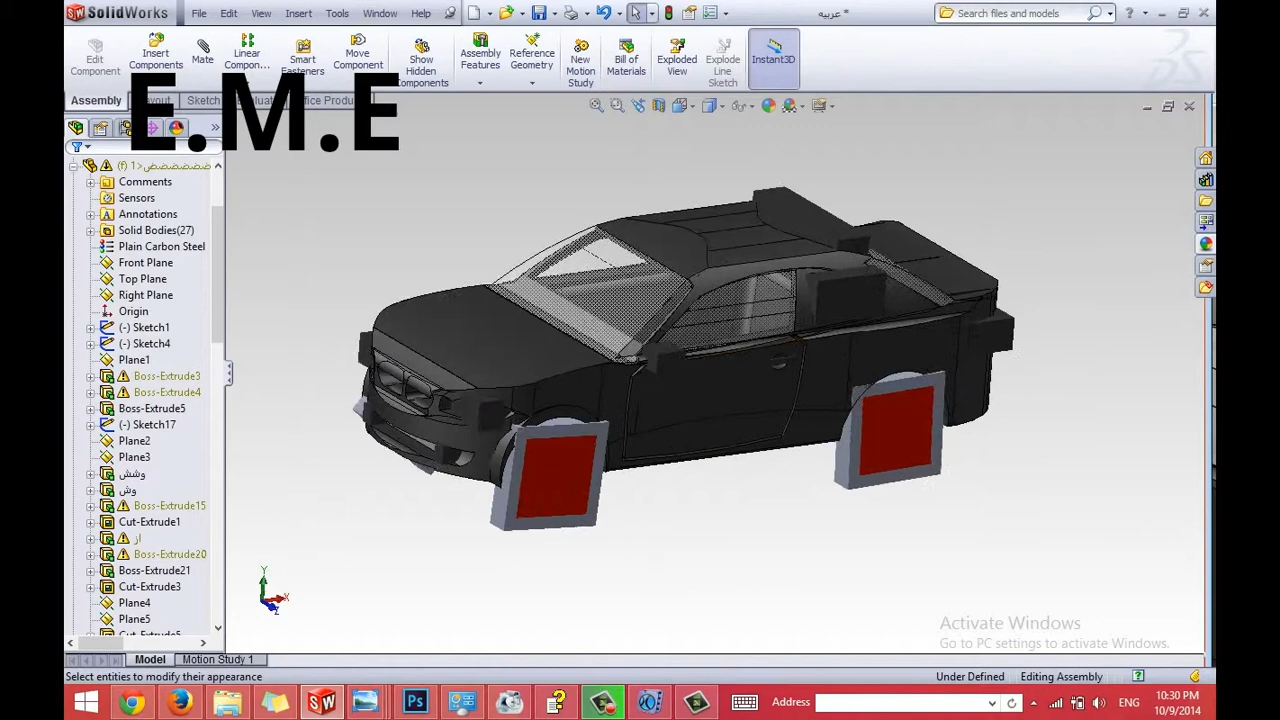 SolidWorks File Edit View Insert Tools Window Help عربيه * Search files and models
Edit Component Insert Components Mate Linear Compon... Smart Fasteners Move Component Show Hidden Components Assembly Features Reference Geometry New Motion Study Bill of Materials Exploded View Explode Line Sketch Instant3D
E.M.E
Assembly Sketch
Comments
Sensors
Annotations
Solid Bodies(27)
Plain Carbon Steel
Front Plane
Top Plane
Right Plane
Origin
(-) Sketch1
(-) Sketch4
Plane1
Boss-Extrude3
Boss-Extrude4
Boss-Extrude5
(-) Sketch17
Plane2
Plane3
وشش
وش
Boss-Extrude15
Cut-Extrude1
از
Boss-Extrude20
Boss-Extrude21
Cut-Extrude3
Plane4
Plane5
Cut-Extrude5
Y
X
Z
Activate Windows
Go to PC settings to activate Windows.
Model Motion Study 1
Select entities to modify their appearance Under Defined Editing Assembly
Address ENG 10:30 PM
10/9/2014